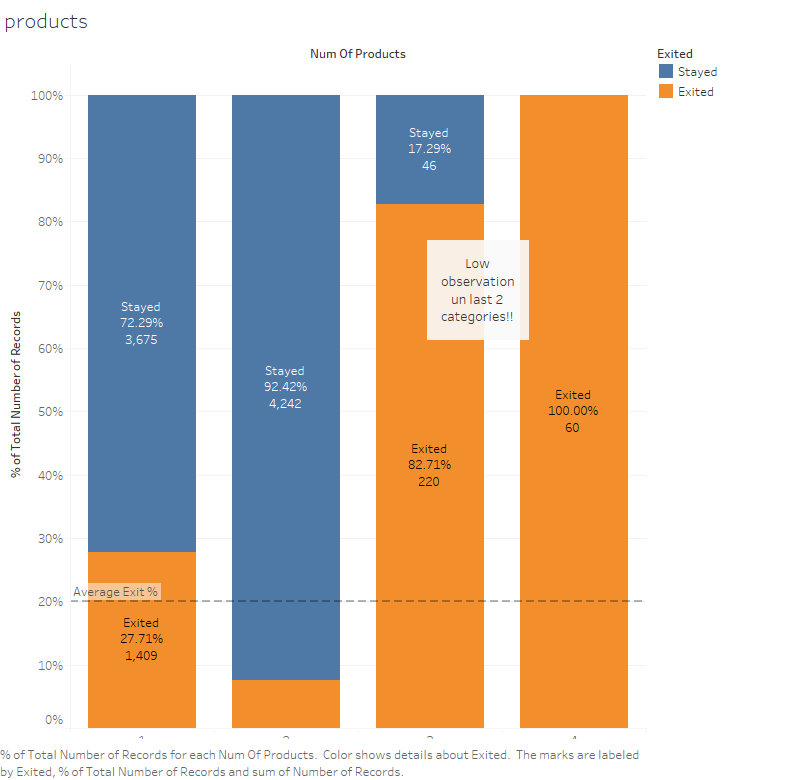 products
Num Of Products
Exited
Stayed
Exited
100%
90%
80%
70%
60%
50%
40%
30%
20%
10%
0%
% of Total Number of Records
Stayed
72.29%
3,675
Exited
27.71%
1,409
Stayed
92.42%
4,242
Stayed
17.29%
46
Exited
82.71%
220
Exited
100.00%
60
Low
observation
un last 2
categories!!
Average Exit %
% of Total Number of Records for each Num Of Products. Color shows details about Exited. The marks are labeled
by Exited, % of Total Number of Records and sum of Number of Records.